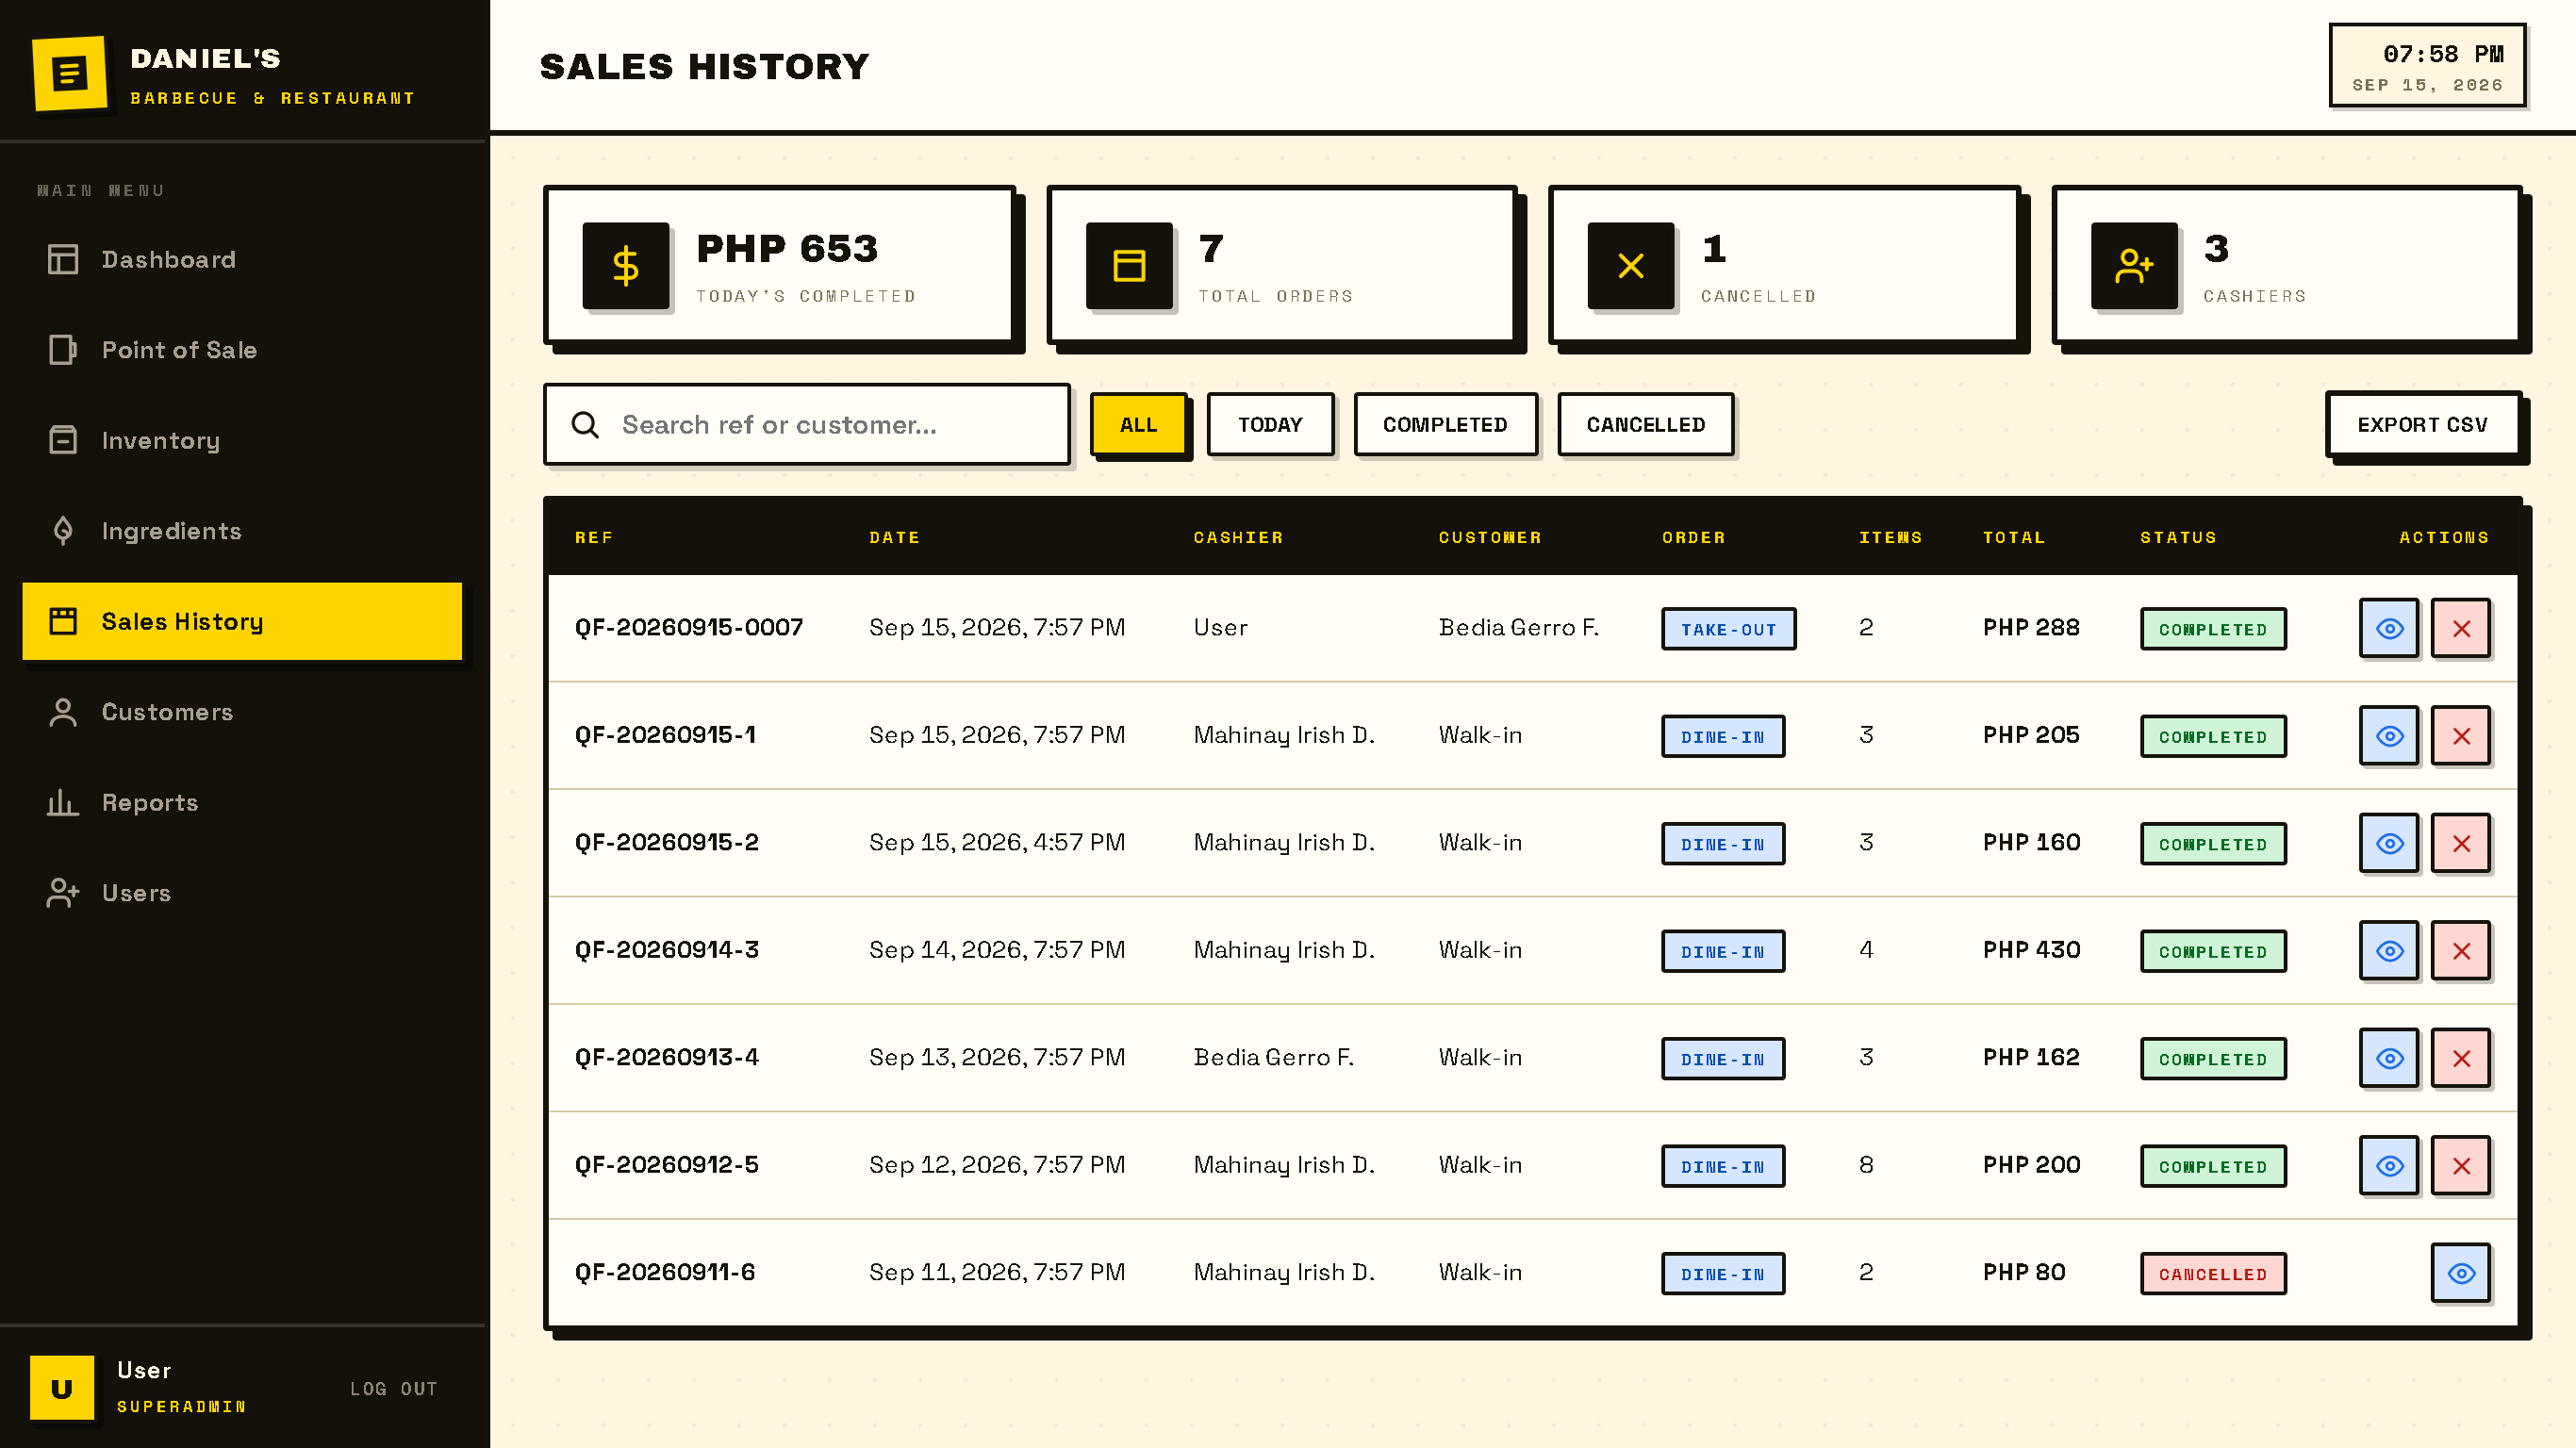 DANIEL'S
BARBECUE & RESTAURANT
MAIN MENU
Dashboard
Point of Sale
Inventory
Ingredients
Sales History
Customers
Reports
Users
U
User
SUPERADMIN
LOG OUT
SALES HISTORY
07:58 PM
SEP 15, 2026
PHP 653
TODAY'S COMPLETED
7
TOTAL ORDERS
1
CANCELLED
3
CASHIERS
Search ref or customer...
ALL
TODAY
COMPLETED
CANCELLED
EXPORT CSV
REF DATE CASHIER CUSTOMER ORDER ITEMS TOTAL STATUS ACTIONS
QF-20260915-0007 Sep 15, 2026, 7:57 PM User Bedia Gerro F. TAKE-OUT 2 PHP 288 COMPLETED
QF-20260915-1 Sep 15, 2026, 7:57 PM Mahinay Irish D. Walk-in DINE-IN 3 PHP 205 COMPLETED
QF-20260915-2 Sep 15, 2026, 4:57 PM Mahinay Irish D. Walk-in DINE-IN 3 PHP 160 COMPLETED
QF-20260914-3 Sep 14, 2026, 7:57 PM Mahinay Irish D. Walk-in DINE-IN 4 PHP 430 COMPLETED
QF-20260913-4 Sep 13, 2026, 7:57 PM Bedia Gerro F. Walk-in DINE-IN 3 PHP 162 COMPLETED
QF-20260912-5 Sep 12, 2026, 7:57 PM Mahinay Irish D. Walk-in DINE-IN 8 PHP 200 COMPLETED
QF-20260911-6 Sep 11, 2026, 7:57 PM Mahinay Irish D. Walk-in DINE-IN 2 PHP 80 CANCELLED